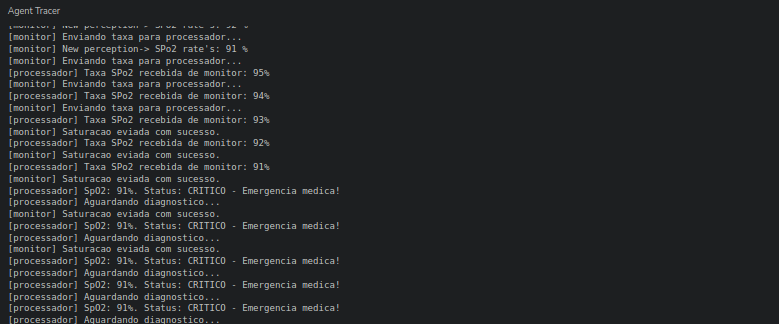 Agent Tracer
[monitor] New perception-> SPo2 rate's: 92 %
[monitor] Enviando taxa para processador...
[monitor] New perception-> SPo2 rate's: 91 %
[monitor] Enviando taxa para processador...
[processador] Taxa SPo2 recebida de monitor: 95%
[monitor] Enviando taxa para processador...
[processador] Taxa SPo2 recebida de monitor: 94%
[monitor] Enviando taxa para processador...
[processador] Taxa SPo2 recebida de monitor: 93%
[monitor] Saturacao eviada com sucesso.
[processador] Taxa SPo2 recebida de monitor: 92%
[monitor] Saturacao eviada com sucesso.
[processador] Taxa SPo2 recebida de monitor: 91%
[monitor] Saturacao eviada com sucesso.
[processador] SpO2: 91%. Status: CRITICO - Emergencia medica!
[processador] Aguardando diagnostico...
[monitor] Saturacao eviada com sucesso.
[processador] SpO2: 91%. Status: CRITICO - Emergencia medica!
[processador] Aguardando diagnostico...
[monitor] Saturacao eviada com sucesso.
[processador] SpO2: 91%. Status: CRITICO - Emergencia medica!
[processador] Aguardando diagnostico...
[processador] SpO2: 91%. Status: CRITICO - Emergencia medica!
[processador] Aguardando diagnostico...
[processador] SpO2: 91%. Status: CRITICO - Emergencia medica!
[processador] Aguardando diagnostico...